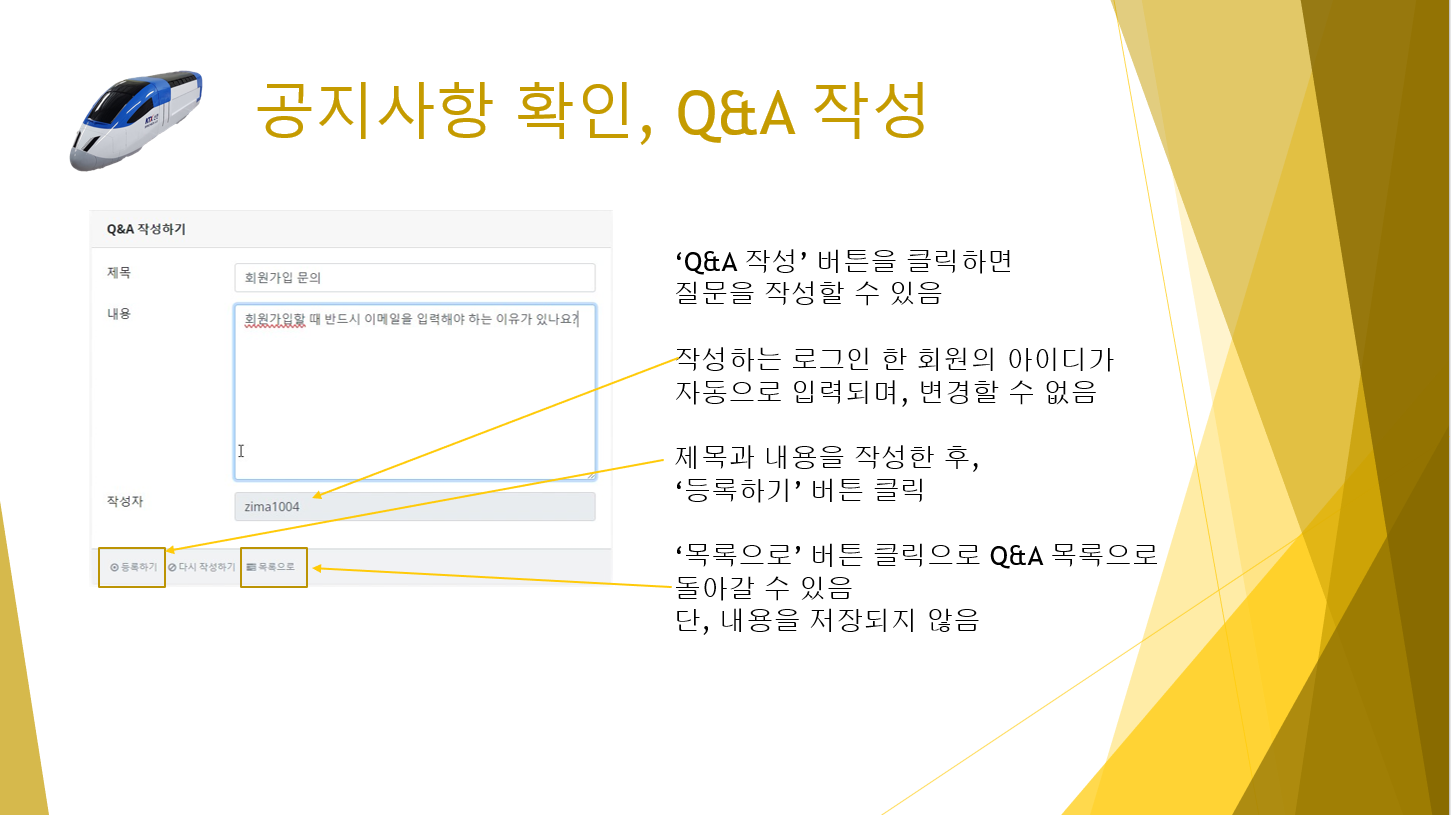 공지사항 확인, Q&A 작성
Q&A 작성하기
제목
회원가입 문의
내용
회원가입할 때 반드시 이메일을 입력해야 하는 이유가 있나요?
작성자
zima1004
등록하기
다시 작성하기
목록으로
‘Q&A 작성’ 버튼을 클릭하면
질문을 작성할 수 있음
작성하는 로그인 한 회원의 아이디가
자동으로 입력되며, 변경할 수 없음
제목과 내용을 작성한 후,
‘등록하기’ 버튼 클릭
‘목록으로’ 버튼 클릭으로 Q&A 목록으로
돌아갈 수 있음
단, 내용을 저장되지 않음